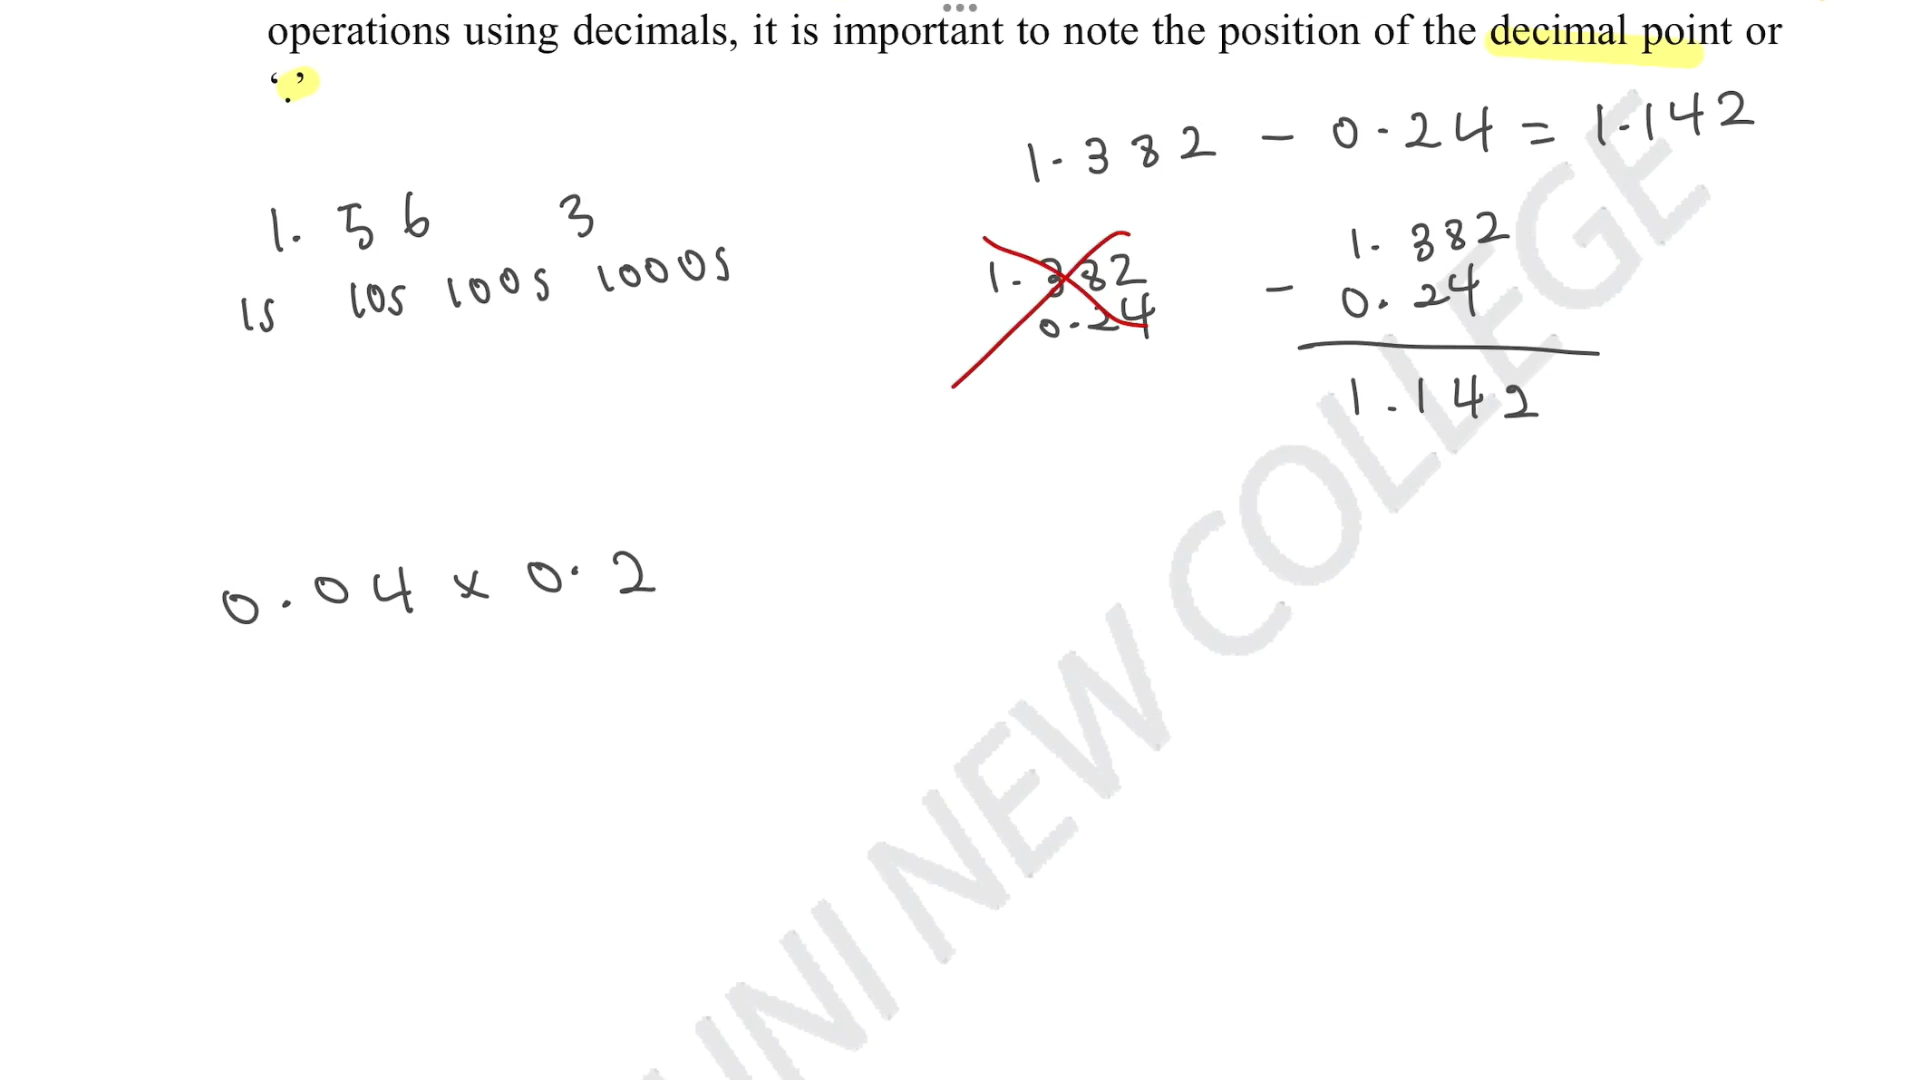 operations using decimals, it is important to note the position of the decimal point or
‘.’
1.382 - 0.24 = 1.142
1.56 3
1s 10s 100s 1000s
1.382
0.24
1.382
- 0.24
1.142
0.04 x 0.2
UNI NEW COLLEGE